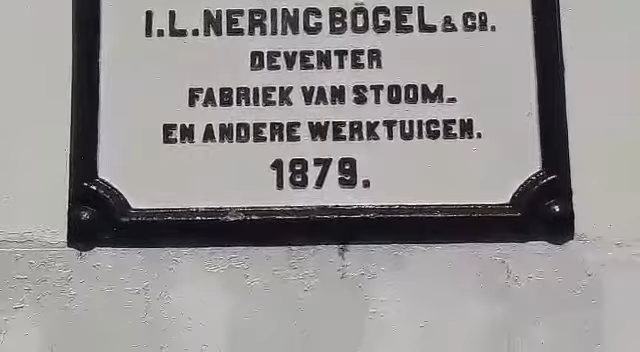 I.L.NERING BÖGEL & Co.
DEVENTER
FABRIEK VAN STOOM-
EN ANDERE WERKTUIGEN.
1879.